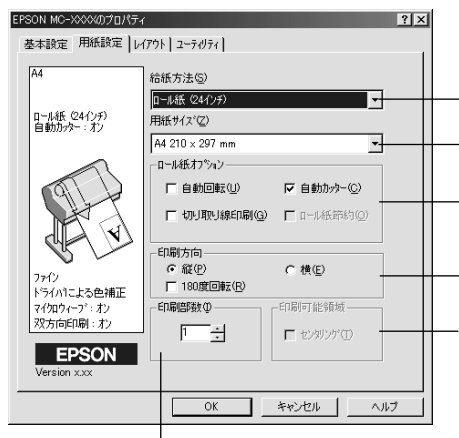 EPSON MC-XXXXのプロパティ
基本設定
用紙設定
レイアウト
ユーティリティ
A4
ロール紙 (24インチ)
自動カッター : オン
A
ファイン
ドライバによる色補正
マイクロウィーブ : オン
双方向印刷 : オン
EPSON
Version x.xx
給紙方法(S)
ロール紙 (24インチ)
用紙サイズ(Z)
A4 210 x 297 mm
ロール紙オプション
自動回転(U)
自動カッター(C)
切り取り線印刷(G)
ロール紙節約(O)
印刷方向
縦(P)
横(E)
180度回転(R)
印刷部数(I)
1
印刷可能領域
センタリング(T)
OK
キャンセル
ヘルプ